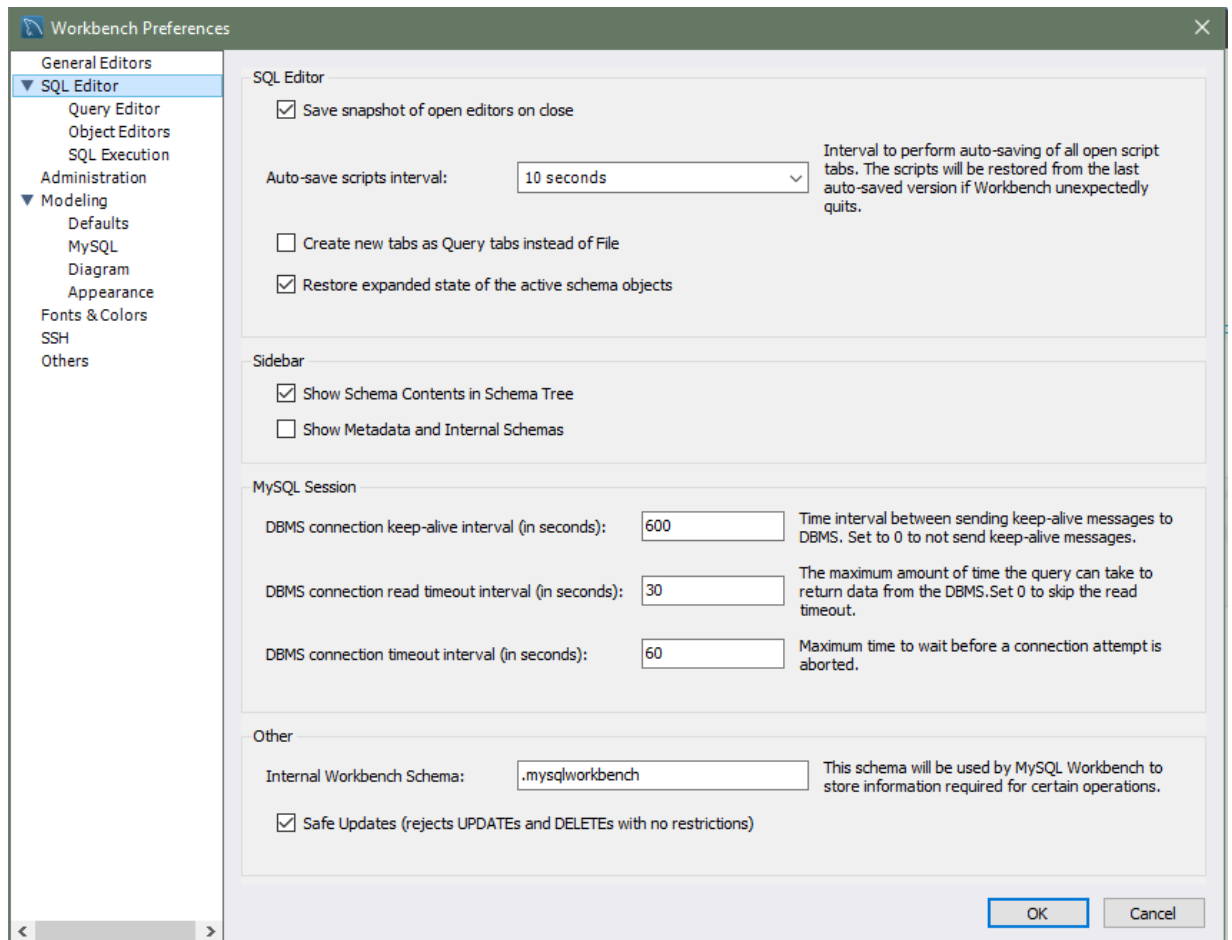 Workbench Preferences
General Editors
SQL Editor
Query Editor
Object Editors
SQL Execution
Administration
Modeling
Defaults
MySQL
Diagram
Appearance
Fonts & Colors
SSH
Others
SQL Editor
Save snapshot of open editors on close
Auto-save scripts interval:
10 seconds
Interval to perform auto-saving of all open script
tabs. The scripts will be restored from the last
auto-saved version if Workbench unexpectedly
quits.
Create new tabs as Query tabs instead of File
Restore expanded state of the active schema objects
Sidebar
Show Schema Contents in Schema Tree
Show Metadata and Internal Schemas
MySQL Session
DBMS connection keep-alive interval (in seconds):
600
Time interval between sending keep-alive messages to
DBMS. Set to 0 to not send keep-alive messages.
DBMS connection read timeout interval (in seconds):
30
The maximum amount of time the query can take to
return data from the DBMS.Set 0 to skip the read
timeout.
DBMS connection timeout interval (in seconds):
60
Maximum time to wait before a connection attempt is
aborted.
Other
Internal Workbench Schema:
.mysqlworkbench
This schema will be used by MySQL Workbench to
store information required for certain operations.
Safe Updates (rejects UPDATEs and DELETEs with no restrictions)
OK
Cancel